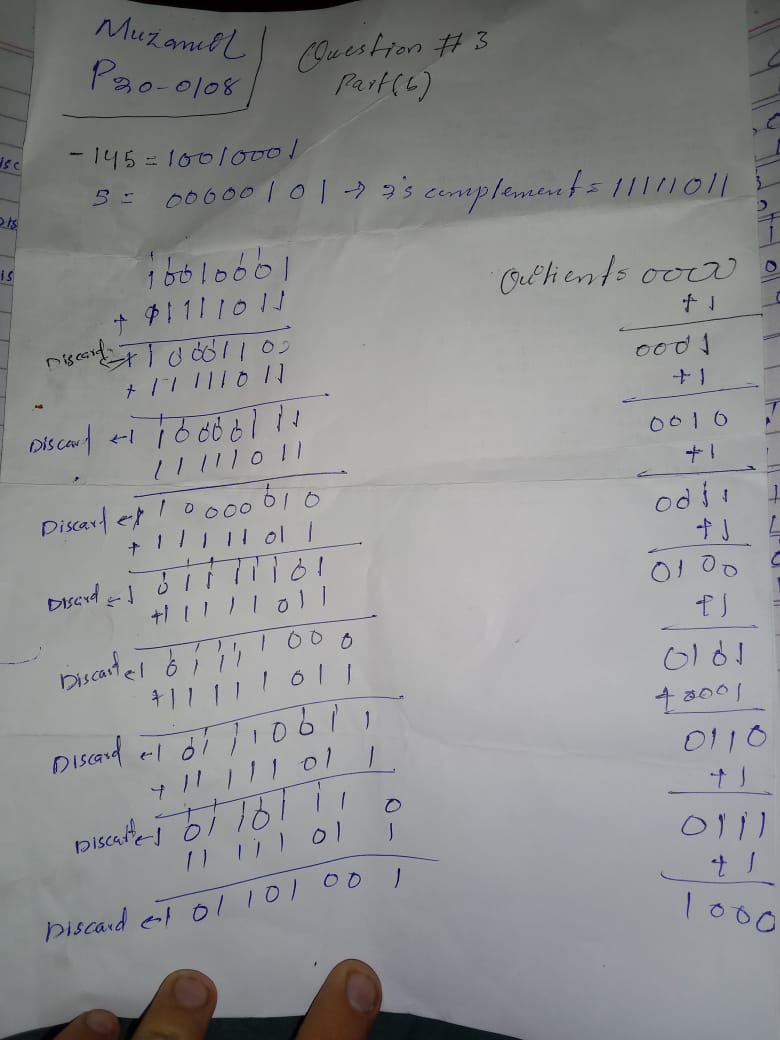 Muzamil
P20-0108
Question # 3
Part(b)
-145 = 10010001
5 = 00000101 → 2's complement = 11111011
10010001
+ 11111011
Discard ← 1 10001100
+ 11111011
Discard ← 1 10000111
11111011
Discard ← 1 10000010
+ 11111011
Discard ← 1 01111101
+11111011
Discard ← 1 01111000
+11111011
Discard ← 1 01110011
+ 11111011
Discard ← 1 01101110
11111011
Discard ← 1 01101001
Qutient = 0000
+1
0001
+1
0010
+1
0011
+1
0100
+1
0101
+0001
0110
+1
0111
+1
1000